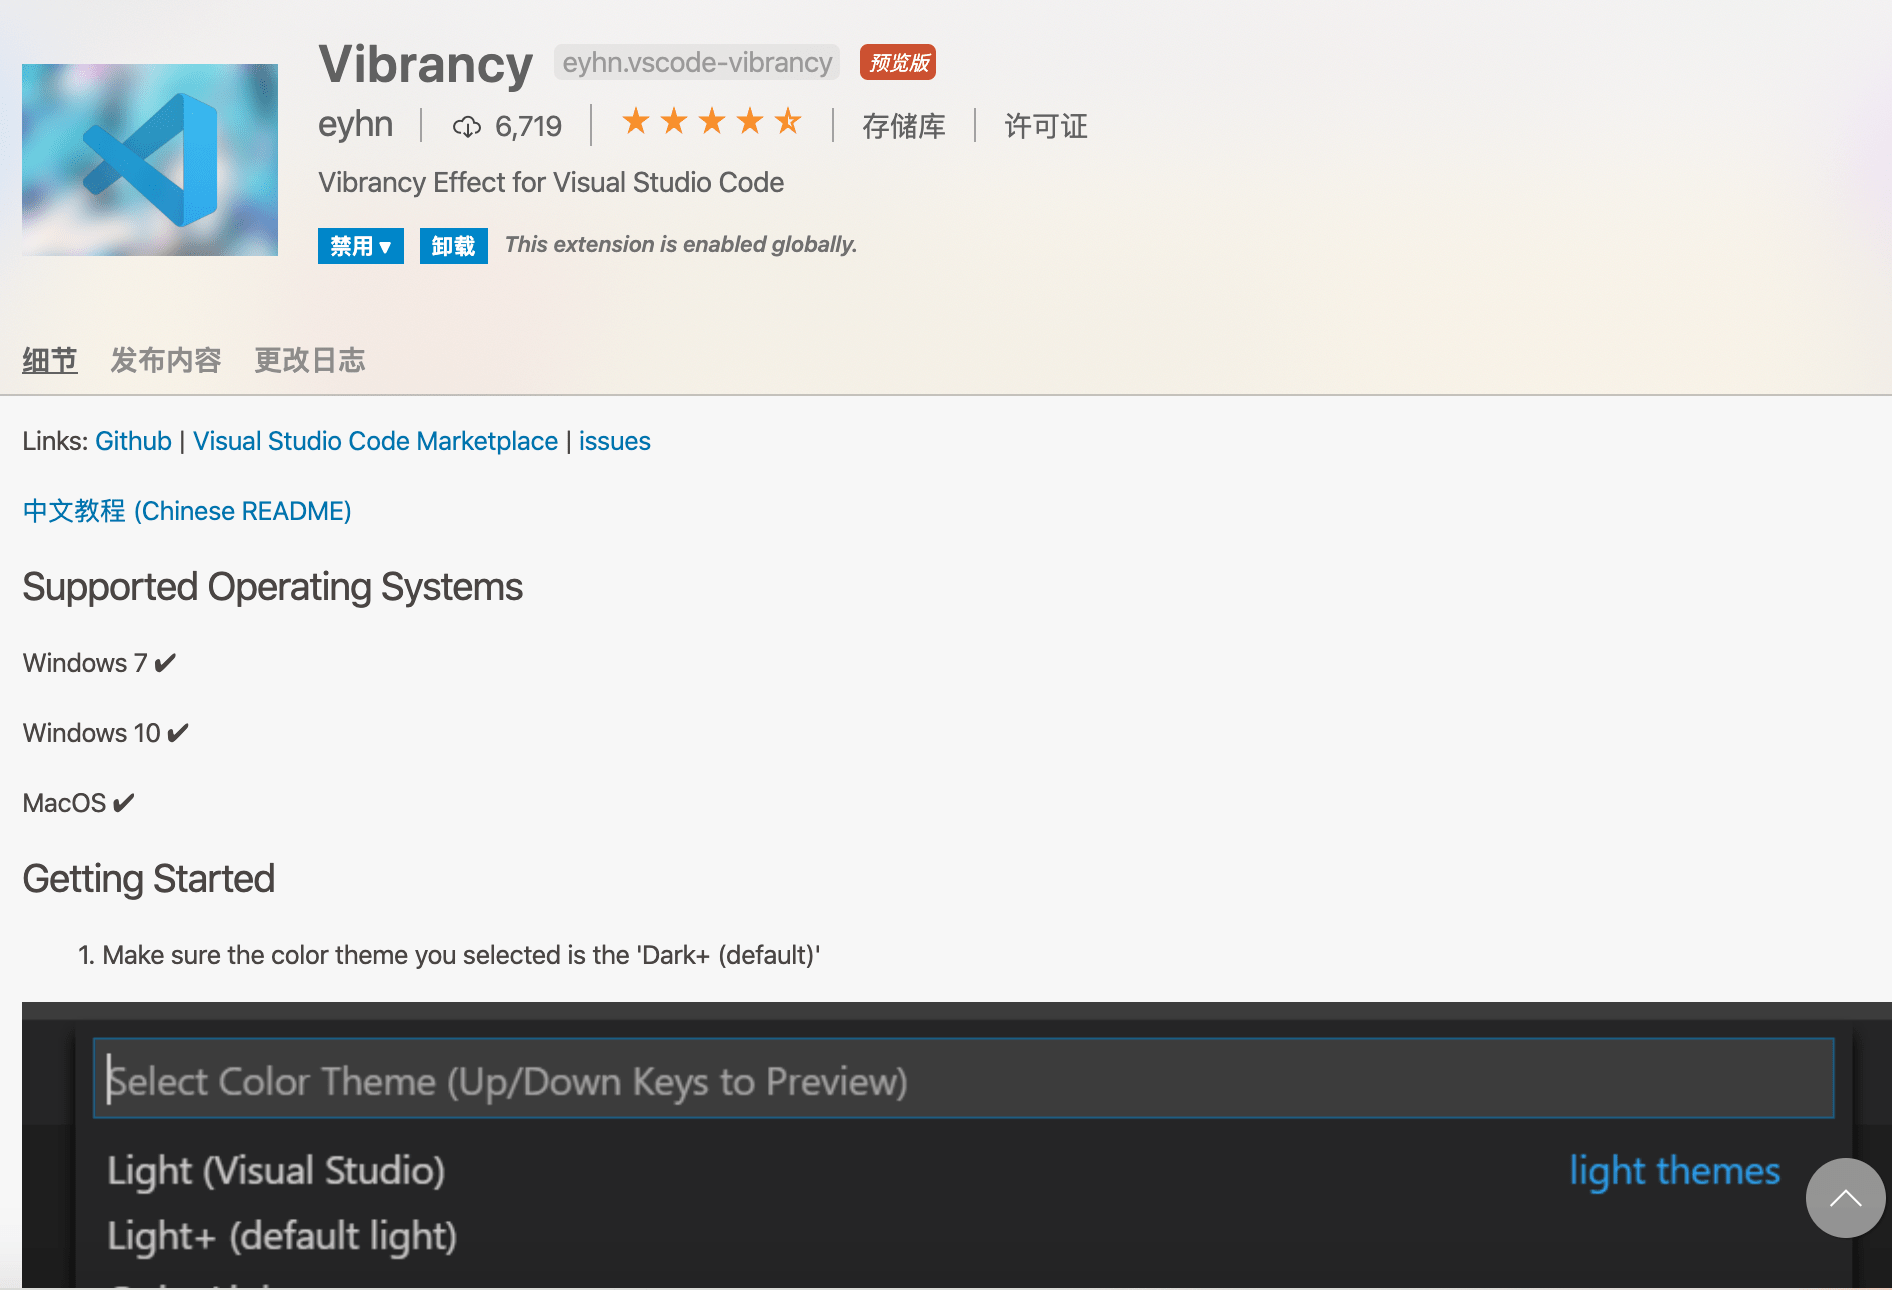 Vibrancy eyhn.vscode-vibrancy 预览版
eyhn 6,719 存储库 许可证
Vibrancy Effect for Visual Studio Code
禁用▼ 卸载 This extension is enabled globally.
细节 发布内容 更改日志
Links: Github | Visual Studio Code Marketplace | issues
中文教程 (Chinese README)
Supported Operating Systems
Windows 7 ✔
Windows 10 ✔
MacOS ✔
Getting Started
1. Make sure the color theme you selected is the 'Dark+ (default)'
Select Color Theme (Up/Down Keys to Preview)
Light (Visual Studio) light themes
Light+ (default light)